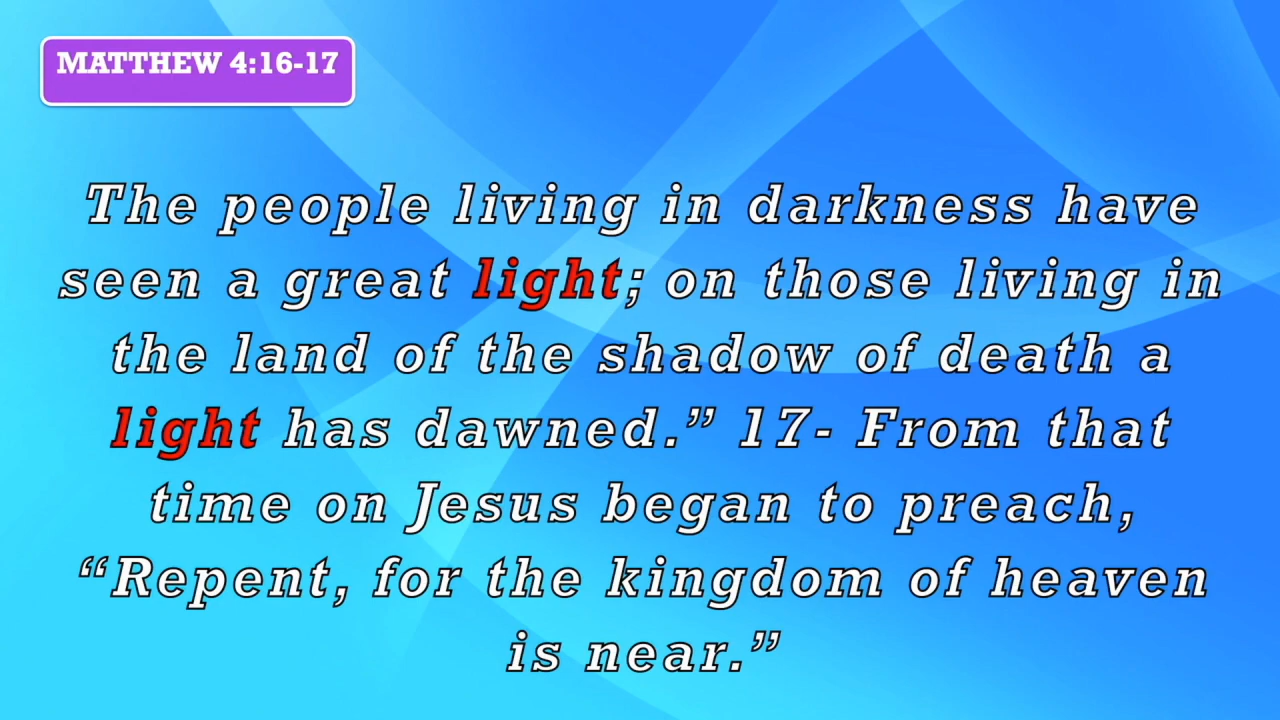 MATTHEW 4:16-17
The people living in darkness have
seen a great light; on those living in
the land of the shadow of death a
light has dawned.” 17- From that
time on Jesus began to preach,
“Repent, for the kingdom of heaven
is near.”